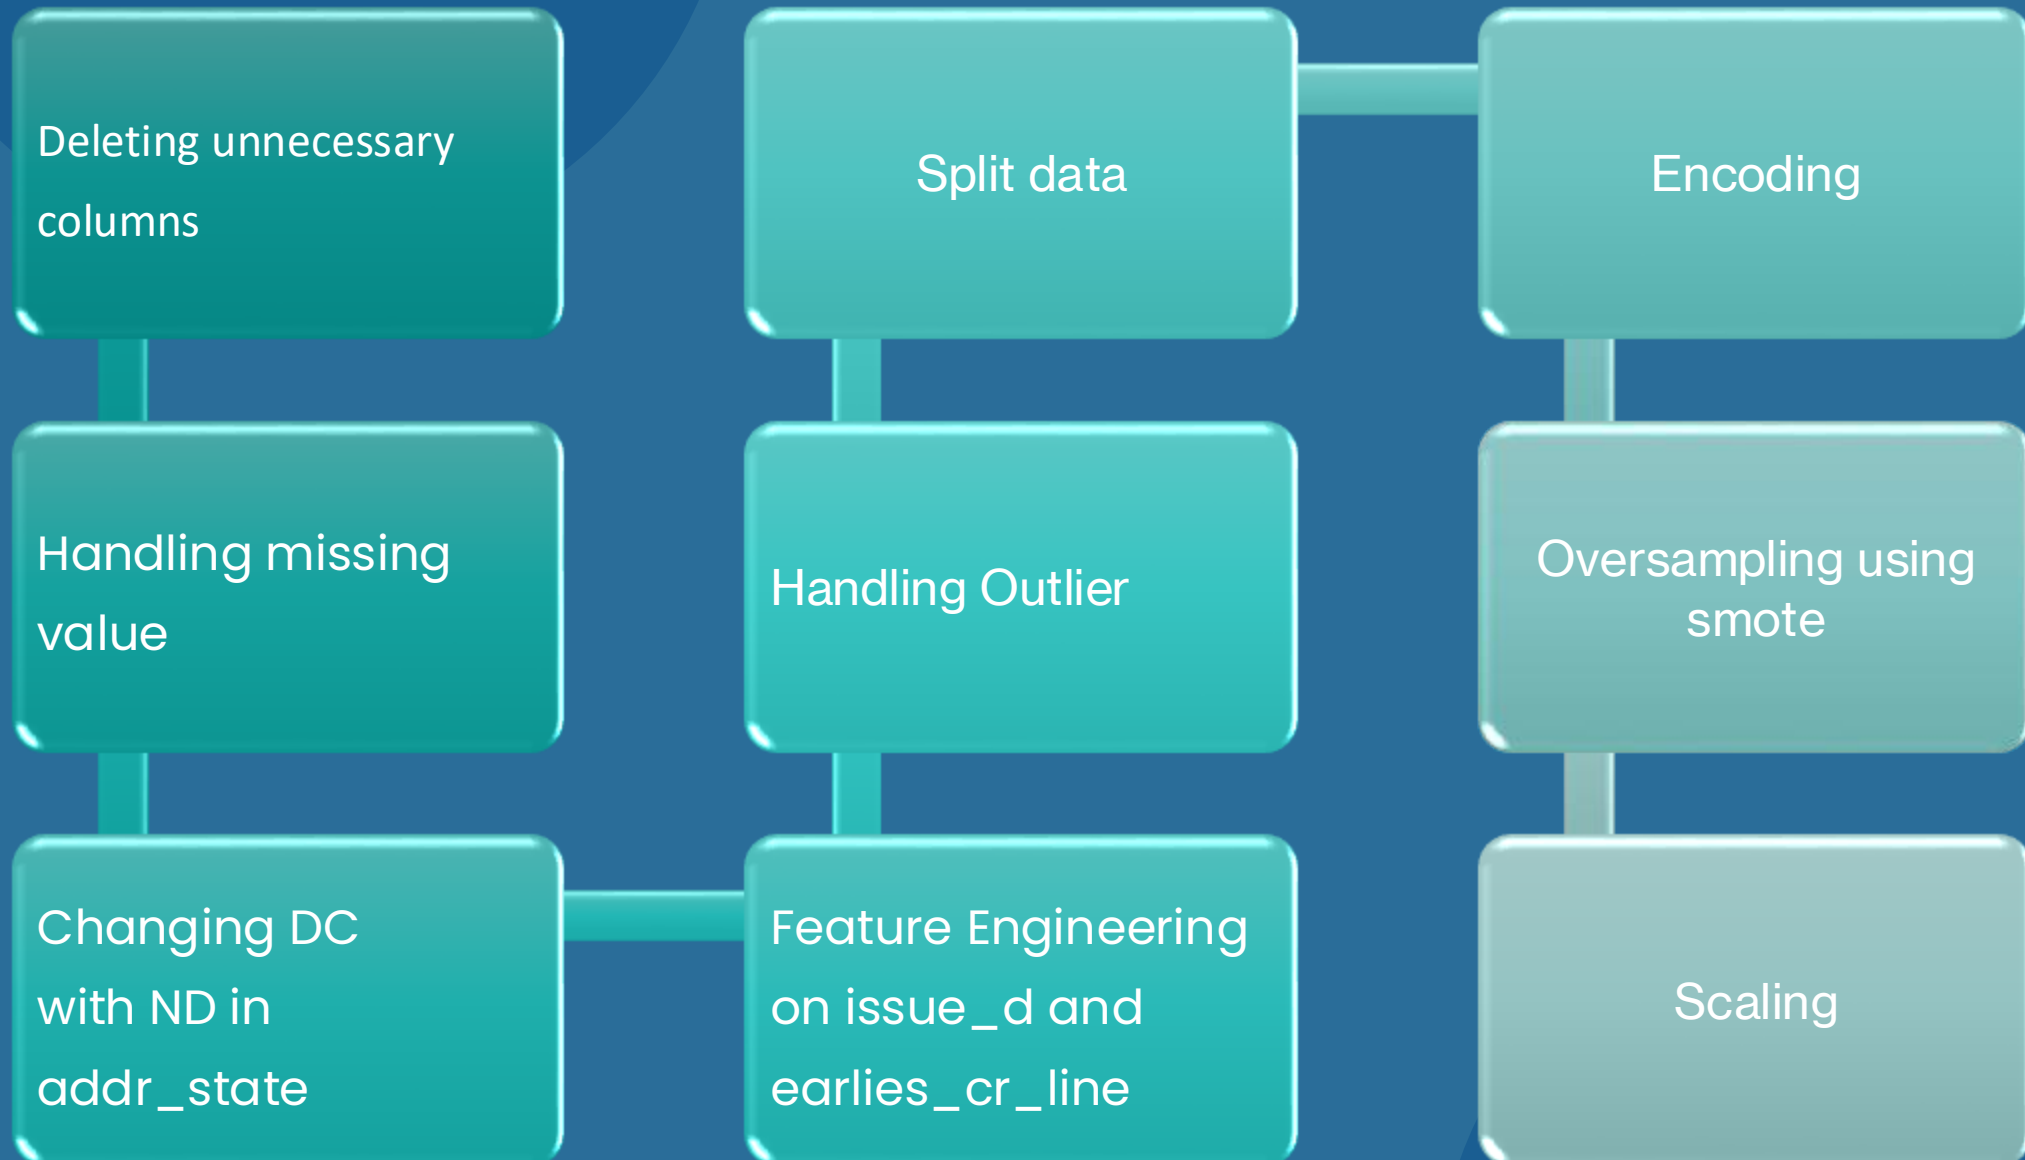 Deleting unnecessary
columns
Handling missing
value
Changing DC
with ND in
addr_state
Feature Engineering
on issue_d and
earlies_cr_line
Handling Outlier
Split data
Encoding
Oversampling using
smote
Scaling